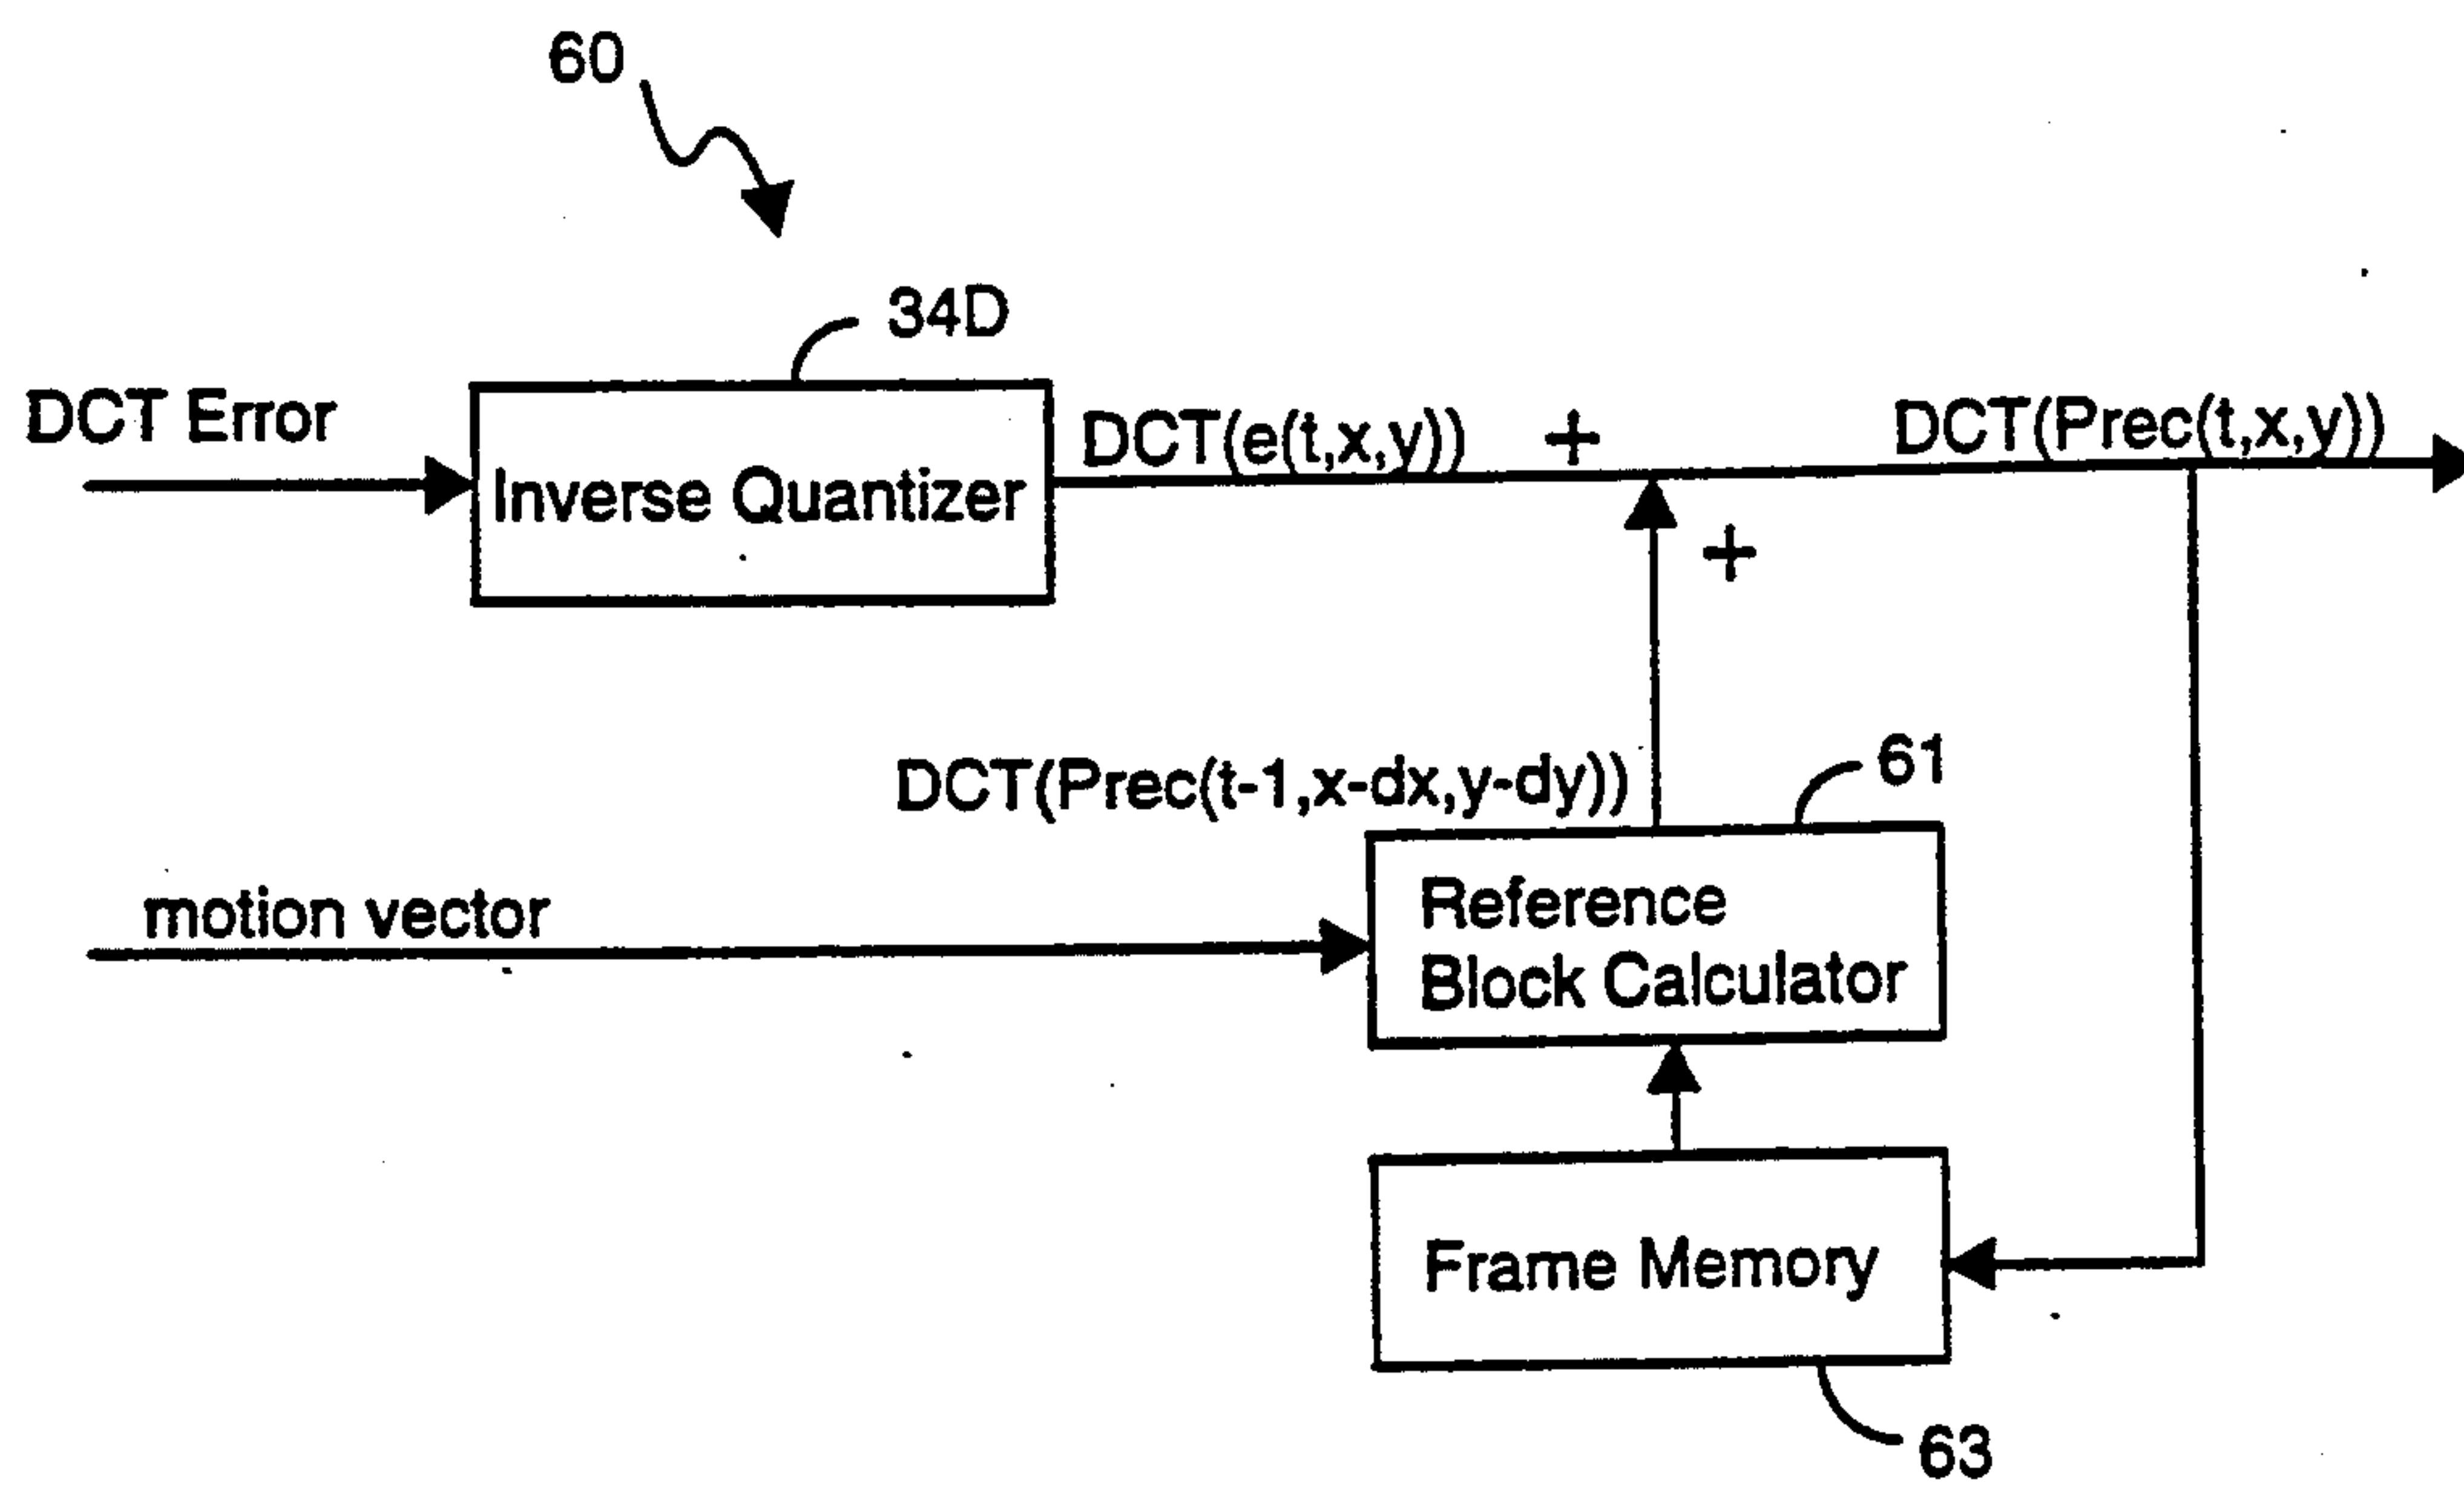 60
34D
DCT Error
Inverse Quantizer
DCT(e(t,x,y))
+
DCT(Prec(t,x,y))
+
DCT(Prec(t-1,x-dx,y-dy))
61
motion vector
Reference
Block Calculator
Frame Memory
63